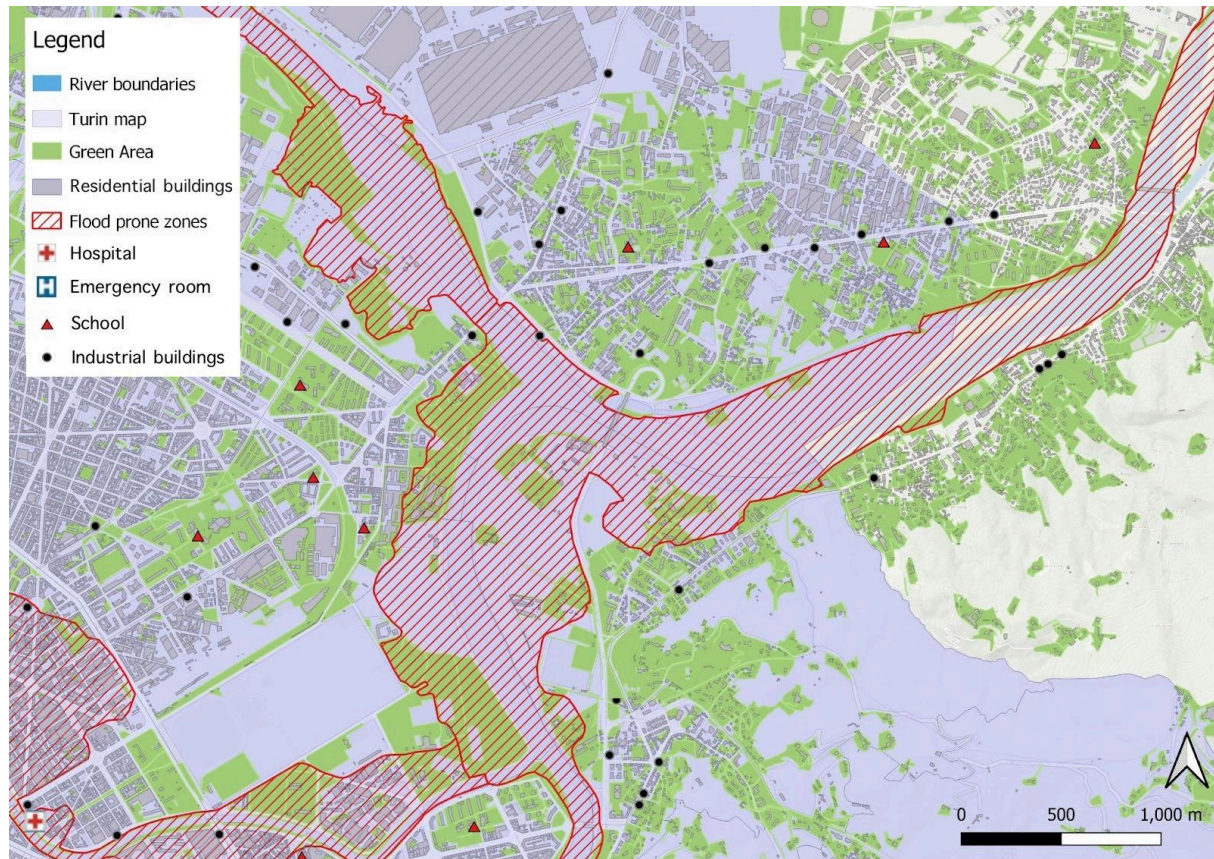 Legend
River boundaries
Turin map
Green Area
Residential buildings
Flood prone zones
Hospital
H Emergency room
School
Industrial buildings
0 500 1,000 m